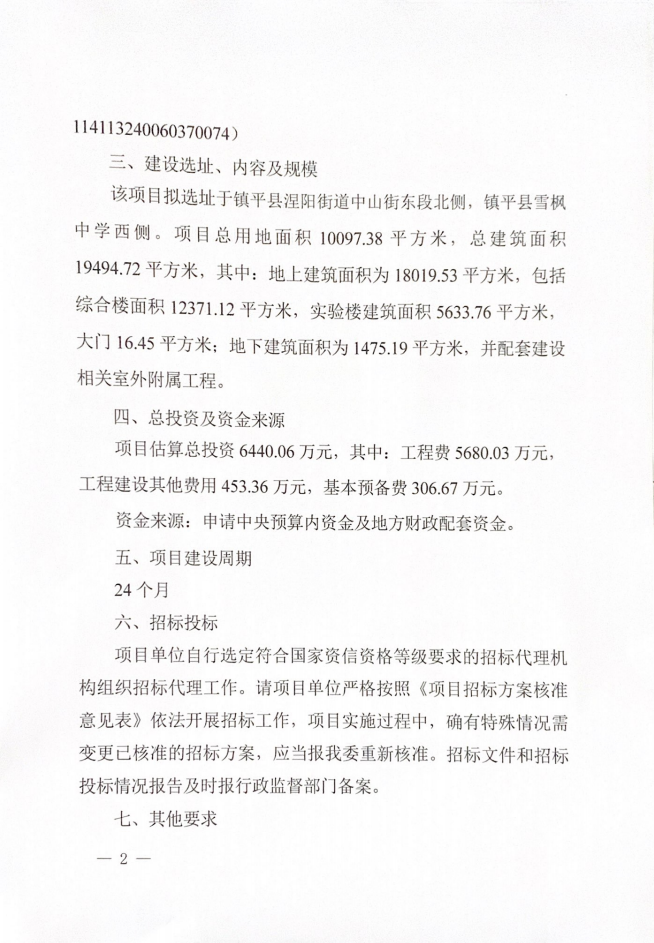 114113240060370074）
三、建设选址、内容及规模
该项目拟选址于镇平县涅阳街道中山街东段北侧，镇平县雪枫
中学西侧。项目总用地面积 10097.38 平方米，总建筑面积
19494.72 平方米，其中：地上建筑面积为 18019.53 平方米，包括
综合楼面积 12371.12 平方米，实验楼建筑面积 5633.76 平方米，
大门 16.45 平方米；地下建筑面积为 1475.19 平方米，并配套建设
相关室外附属工程。
四、总投资及资金来源
项目估算总投资 6440.06 万元，其中：工程费 5680.03 万元，
工程建设其他费用 453.36 万元，基本预备费 306.67 万元。
资金来源：申请中央预算内资金及地方财政配套资金。
五、项目建设周期
24 个月
六、招标投标
项目单位自行选定符合国家资信资格等级要求的招标代理机
构组织招标代理工作。请项目单位严格按照《项目招标方案核准
意见表》依法开展招标工作，项目实施过程中，确有特殊情况需
变更已核准的招标方案，应当报我委重新核准。招标文件和招标
投标情况报告及时报行政监督部门备案。
七、其他要求
— 2 —